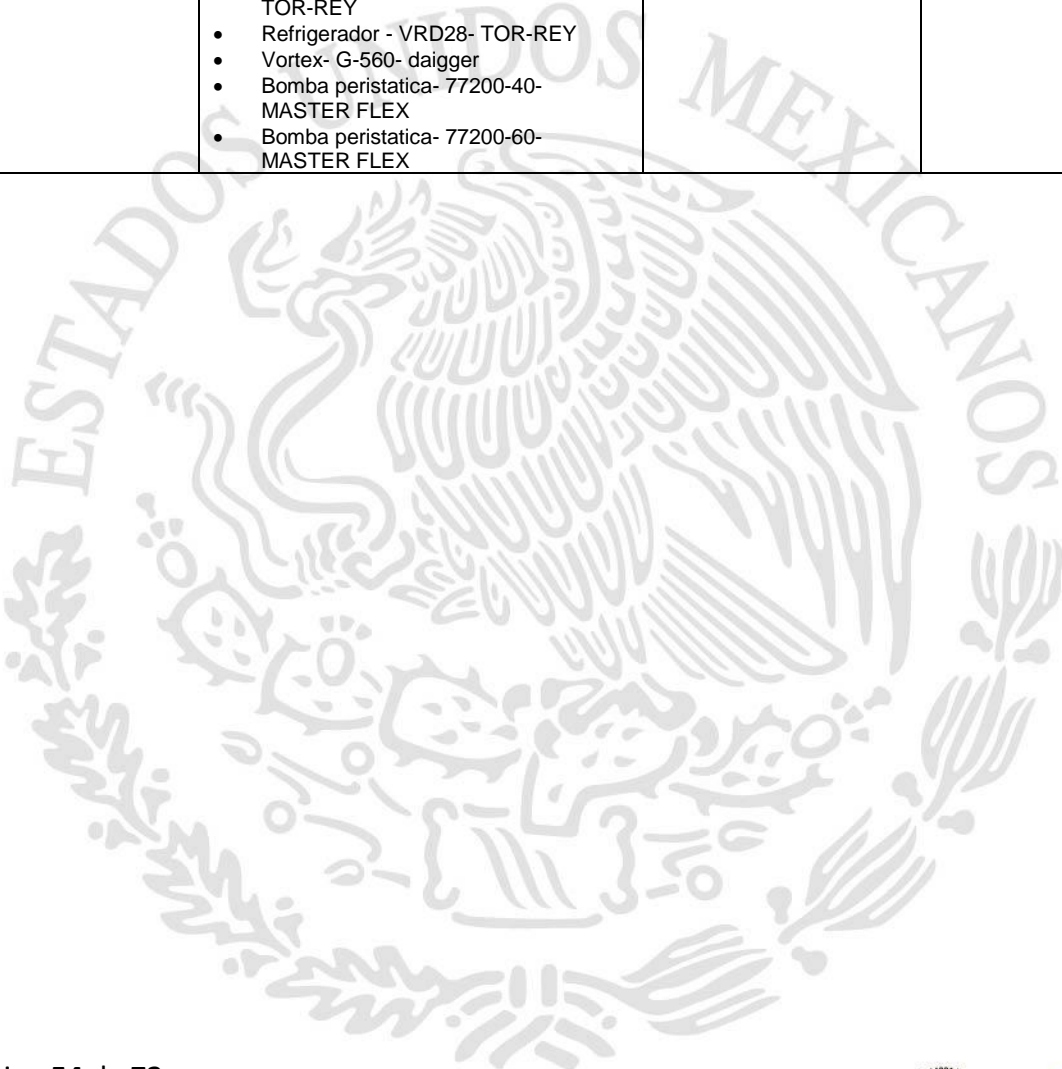 TOR-REY
• Refrigerador - VRD28- TOR-REY
• Vortex- G-560- daigger
• Bomba peristatica- 77200-40-
MASTER FLEX
• Bomba peristatica- 77200-60-
MASTER FLEX
ESTADOS UNIDOS MEXICANOS